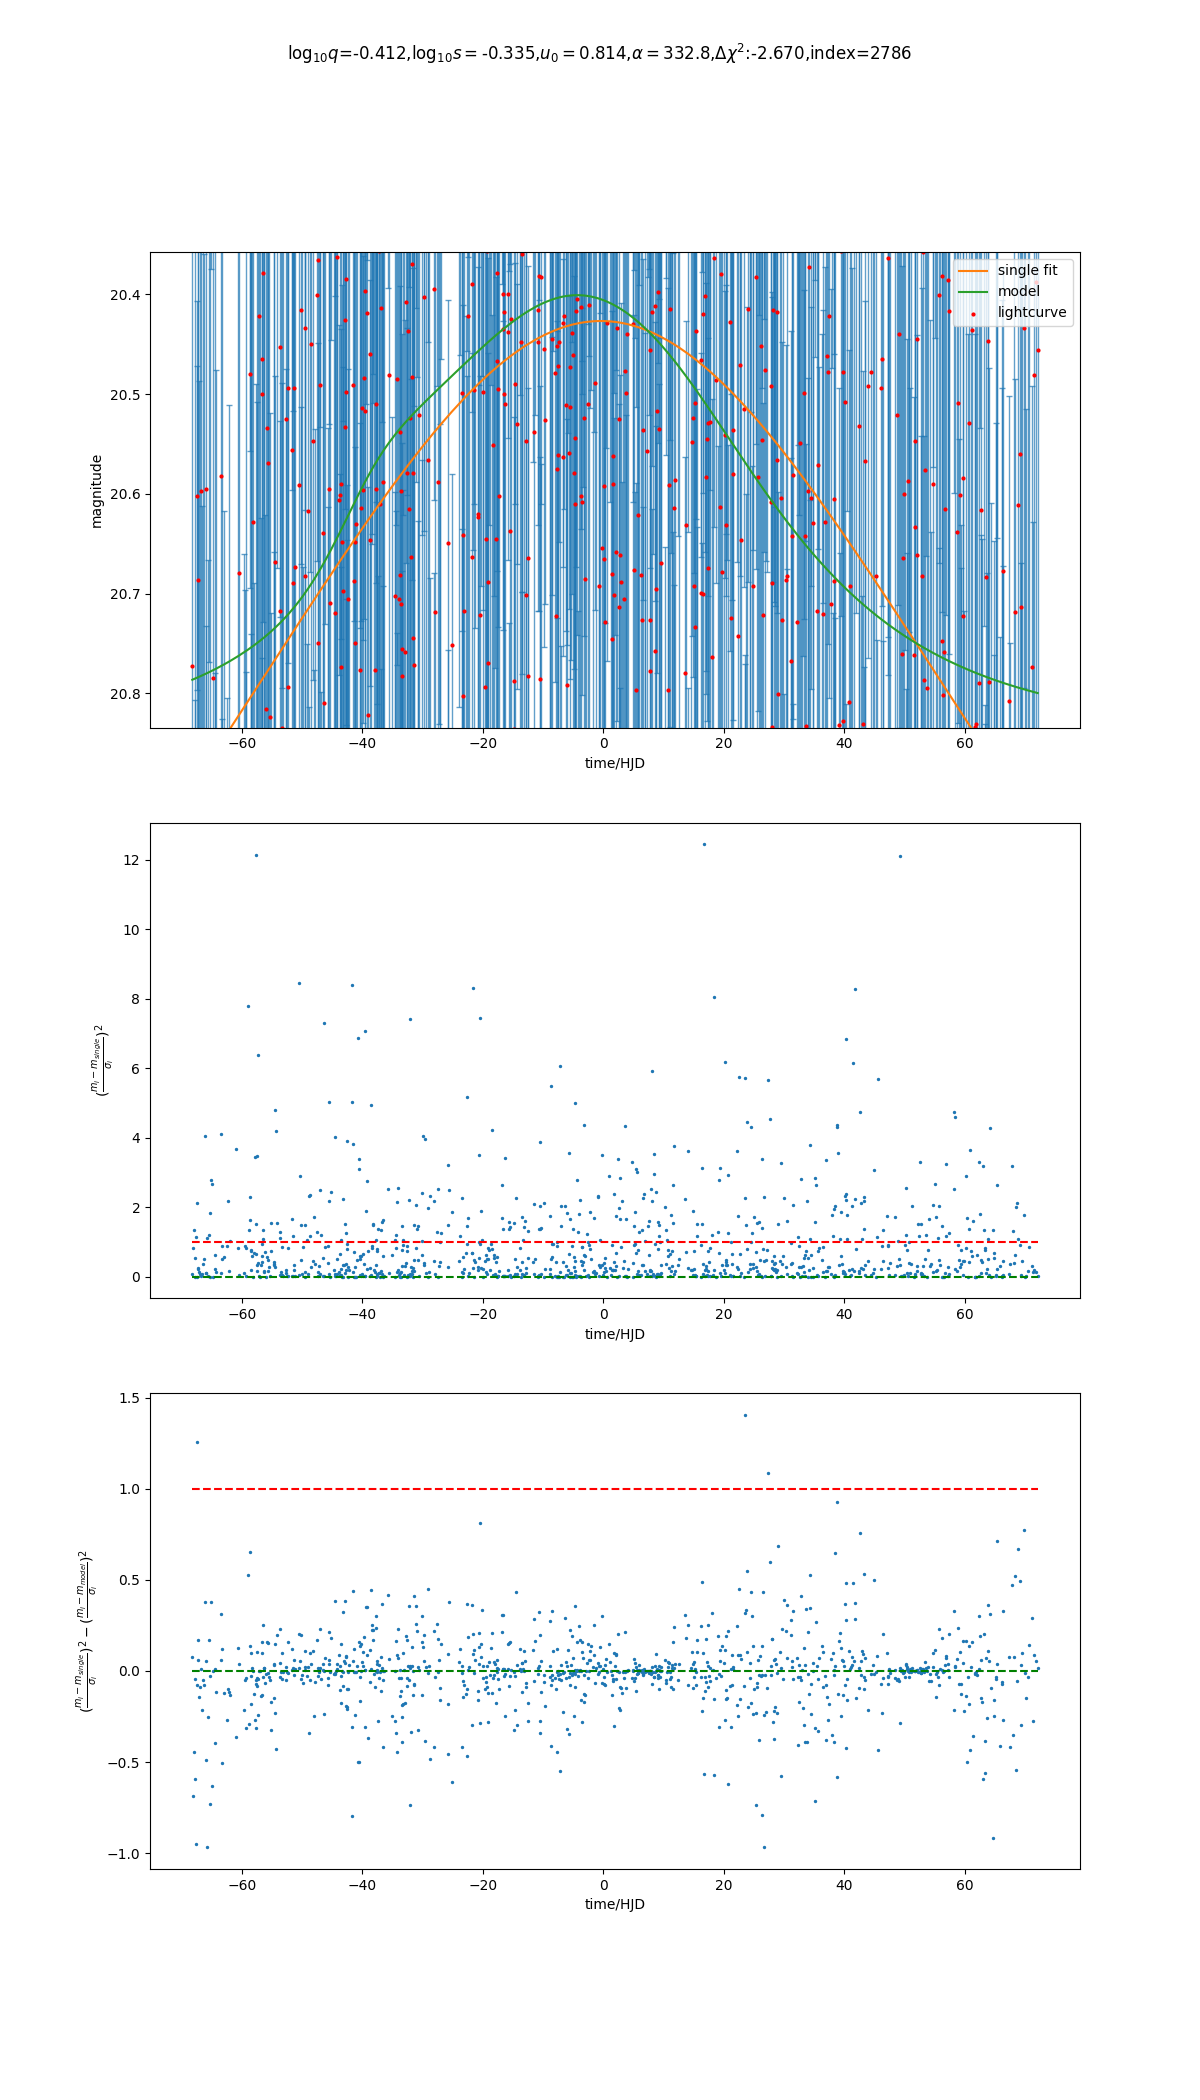 log₁₀q=-0.412,log₁₀s = -0.335,u₀ = 0.814,α = 332.8,Δχ²:-2.670,index=2786
single fit
model
lightcurve
20.4
20.5
20.6
20.7
20.8
magnitude
−60 −40 −20 0 20 40 60
time/HJD
12
10
8
6
4
2
0
(mᵢ − m_single / σᵢ)²
−60 −40 −20 0 20 40 60
time/HJD
1.5
1.0
0.5
0.0
−0.5
−1.0
(mᵢ − m_single / σᵢ)² − (mᵢ − m_model / σᵢ)²
−60 −40 −20 0 20 40 60
time/HJD